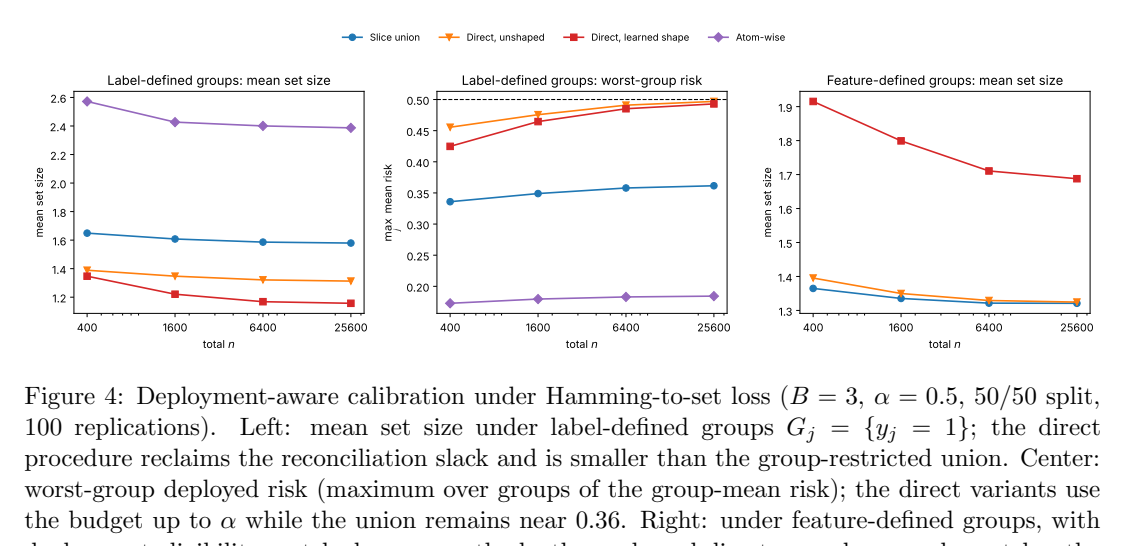 Slice union Direct, unshaped Direct, learned shape Atom-wise
Label-defined groups: mean set size
mean set size
2.6
2.4
2.2
2.0
1.8
1.6
1.4
1.2
400 1600 6400 25600
total n
Label-defined groups: worst-group risk
max j mean risk
0.50
0.45
0.40
0.35
0.30
0.25
0.20
400 1600 6400 25600
total n
Feature-defined groups: mean set size
mean set size
1.9
1.8
1.7
1.6
1.5
1.4
1.3
400 1600 6400 25600
total n
Figure 4: Deployment-aware calibration under Hamming-to-set loss (B = 3, α = 0.5, 50/50 split,
100 replications). Left: mean set size under label-defined groups G_j = {y_j = 1}; the direct
procedure reclaims the reconciliation slack and is smaller than the group-restricted union. Center:
worst-group deployed risk (maximum over groups of the group-mean risk); the direct variants use
the budget up to α while the union remains near 0.36. Right: under feature-defined groups, with